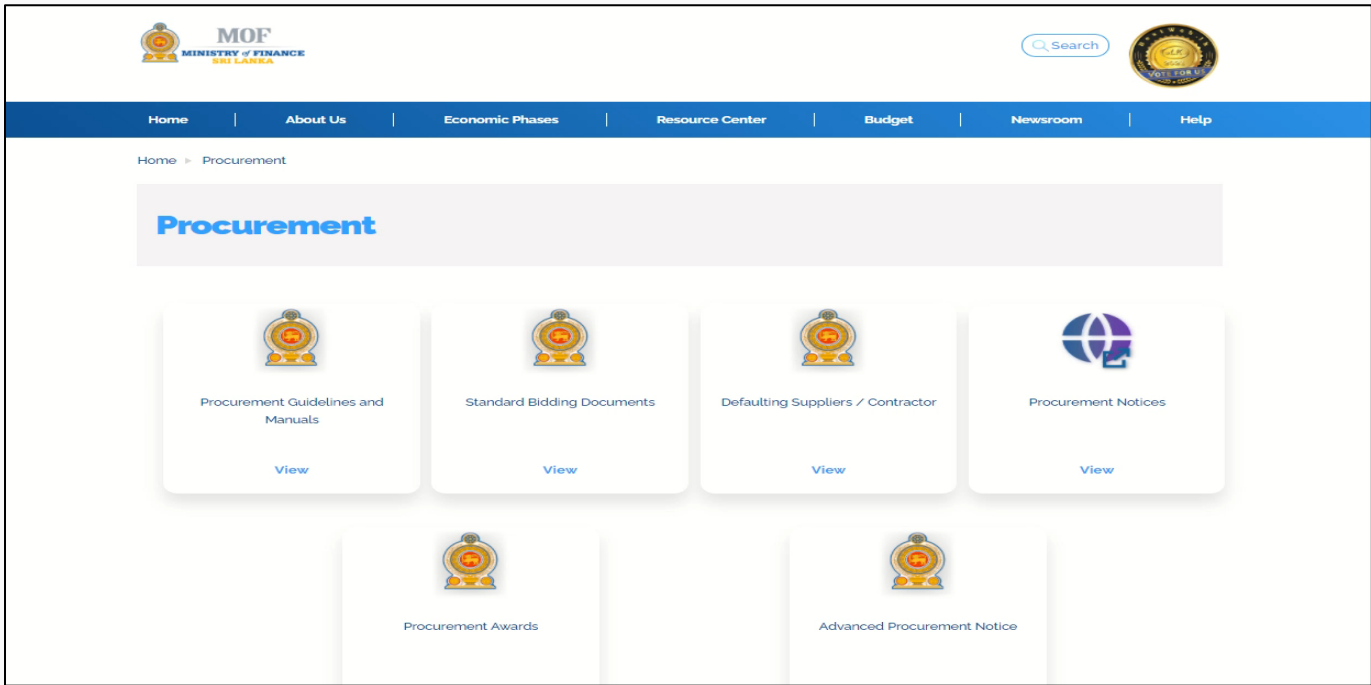 MOF
MINISTRY of FINANCE
SRI LANKA
Search
VOTE FOR US
Home
About Us
Economic Phases
Resource Center
Budget
Newsroom
Help
Home
Procurement
Procurement
Procurement Guidelines and
Manuals
View
Standard Bidding Documents
View
Defaulting Suppliers / Contractor
View
Procurement Notices
View
Procurement Awards
Advanced Procurement Notice